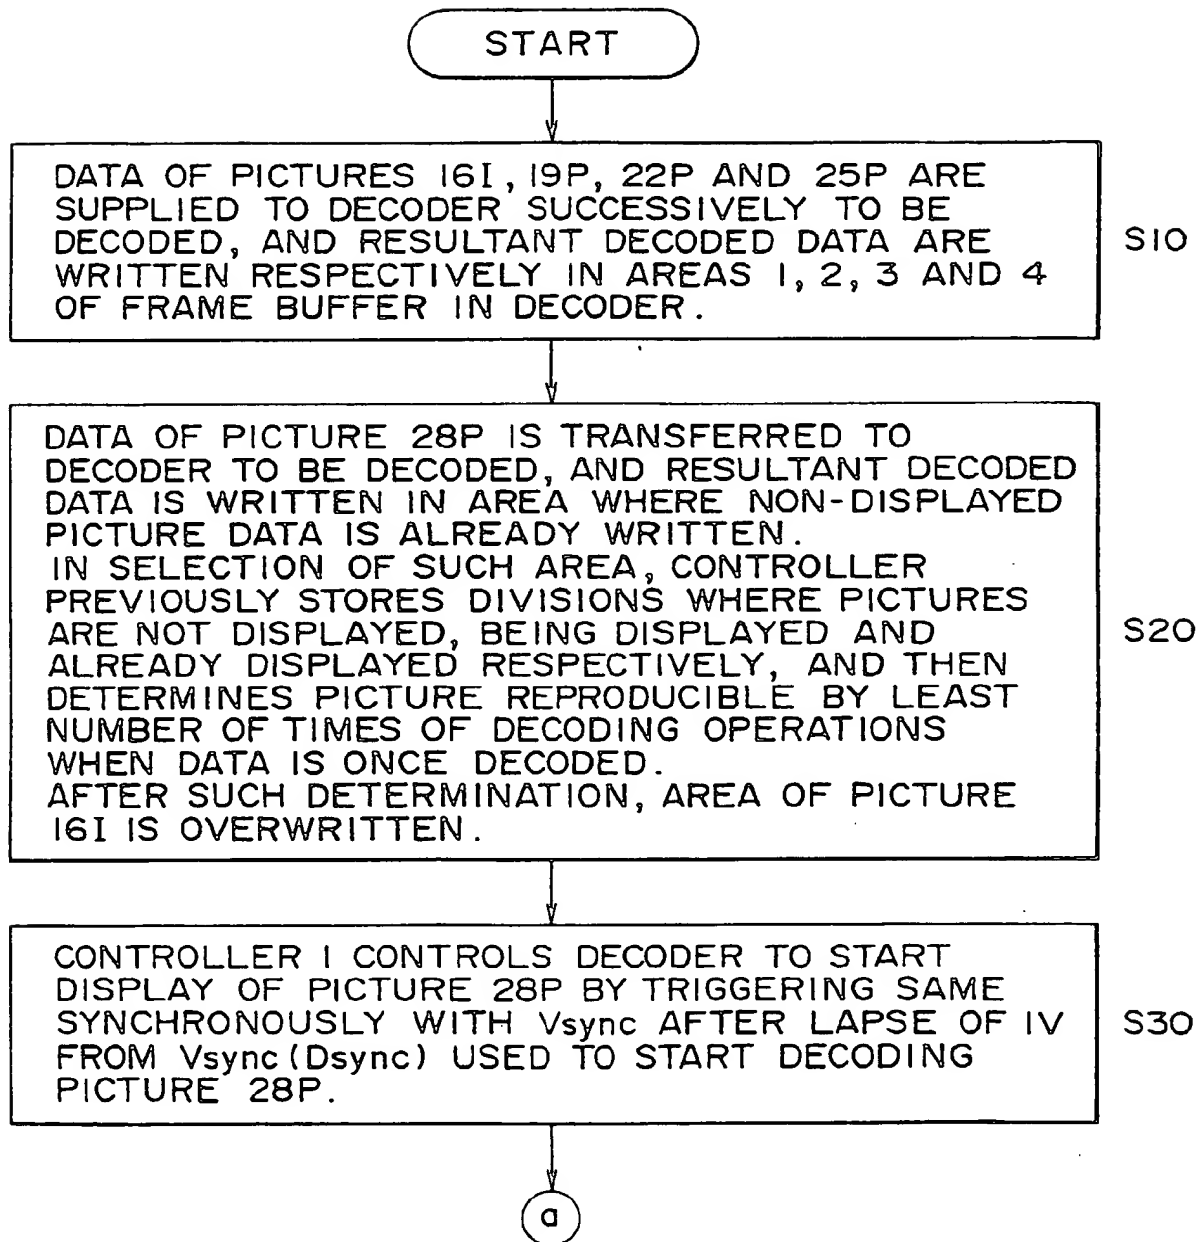 START
DATA OF PICTURES 16I, 19P, 22P AND 25P ARE
SUPPLIED TO DECODER SUCCESSIVELY TO BE
DECODED, AND RESULTANT DECODED DATA ARE
WRITTEN RESPECTIVELY IN AREAS 1, 2, 3 AND 4
OF FRAME BUFFER IN DECODER.
S10
DATA OF PICTURE 28P IS TRANSFERRED TO
DECODER TO BE DECODED, AND RESULTANT DECODED
DATA IS WRITTEN IN AREA WHERE NON-DISPLAYED
PICTURE DATA IS ALREADY WRITTEN.
IN SELECTION OF SUCH AREA, CONTROLLER
PREVIOUSLY STORES DIVISIONS WHERE PICTURES
ARE NOT DISPLAYED, BEING DISPLAYED AND
ALREADY DISPLAYED RESPECTIVELY, AND THEN
DETERMINES PICTURE REPRODUCIBLE BY LEAST
NUMBER OF TIMES OF DECODING OPERATIONS
WHEN DATA IS ONCE DECODED.
AFTER SUCH DETERMINATION, AREA OF PICTURE
16I IS OVERWRITTEN.
S20
CONTROLLER 1 CONTROLS DECODER TO START
DISPLAY OF PICTURE 28P BY TRIGGERING SAME
SYNCHRONOUSLY WITH Vsync AFTER LAPSE OF 1V
FROM Vsync (Dsync) USED TO START DECODING
PICTURE 28P.
S30
a